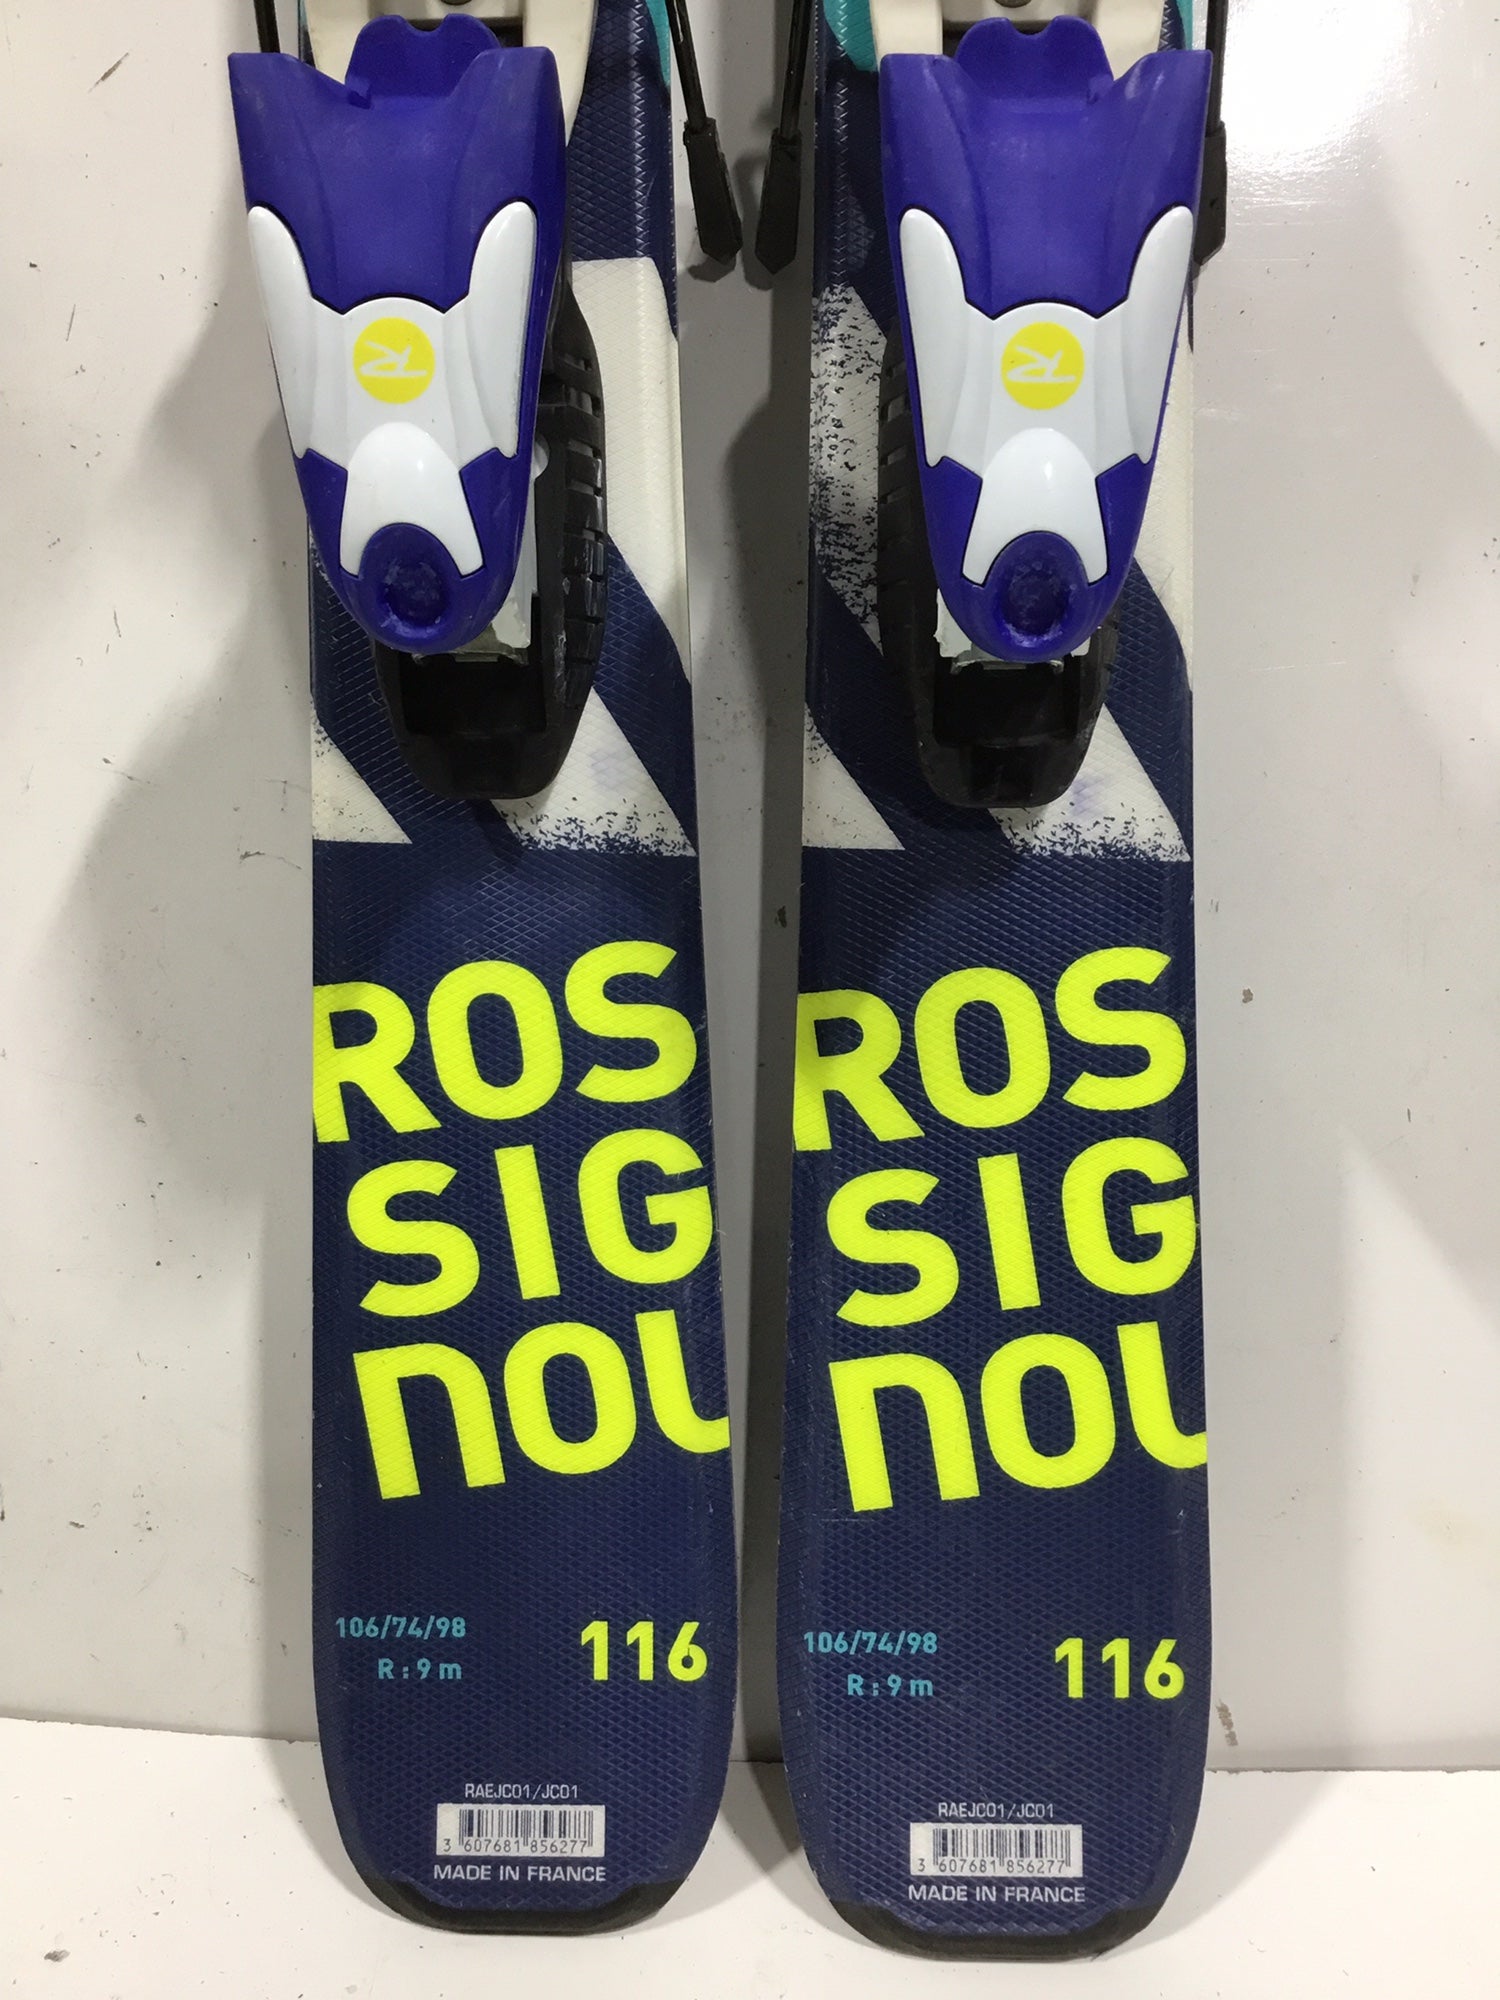 R
R
ROS
SIG
NOL
106/74/98
R:9m
116
RAEJC01/JC01
3 607681 856277
MADE IN FRANCE
ROS
SIG
NOL
106/74/98
R:9m
116
RAEJC01/JC01
3 607681 856277
MADE IN FRANCE